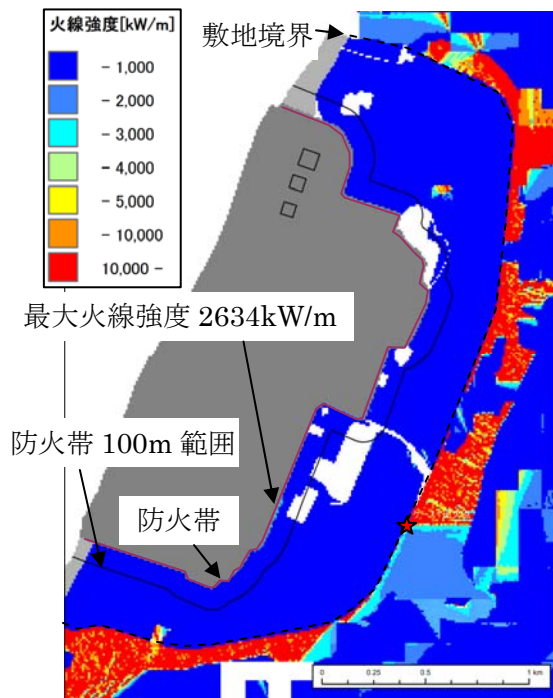 火線強度[kW/m]
- 1,000
- 2,000
- 3,000
- 4,000
- 5,000
- 10,000
10,000 -
敷地境界
最大火線強度 2634kW/m
防火帯 100m 範囲
防火帯
0 0.25 0.5 1 km